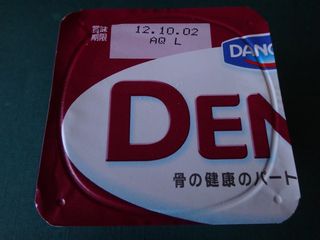 賞味
期限
12.10.02
AQ L
DANO
DEN
骨の健康のパート